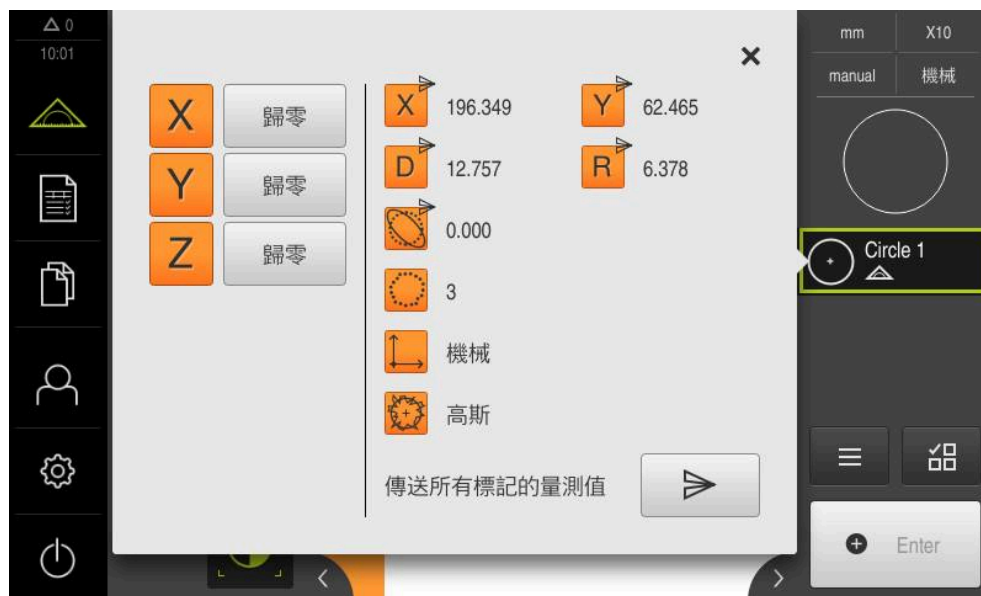 0
10:01
mm X10
manual 機械
X 歸零
Y 歸零
Z 歸零
X 196.349 Y 62.465
D 12.757 R 6.378
0.000
3
機械
高斯
傳送所有標記的量測值
Circle 1
Enter